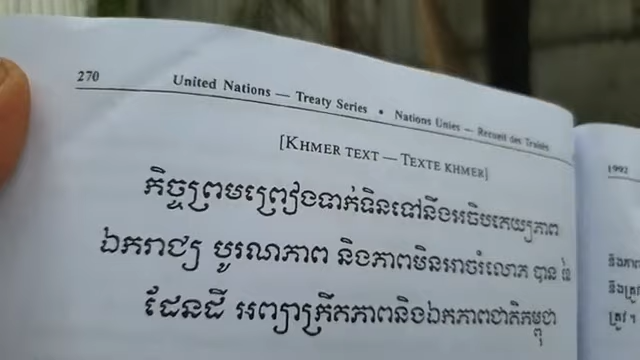 270
United Nations — Treaty Series • Nations Unies — Recueil des Traités
[KHMER TEXT — TEXTE KHMER]
កិច្ចព្រមព្រៀងទាក់ទិនទៅនឹងអធិបតេយ្យភាព
ឯករាជ្យ បូរណភាព និងភាពមិនអាចរំលោភ បាន នៃ
ដែនដី អព្យាក្រឹតភាពនិងឯកភាពជាតិកម្ពុជា
1992